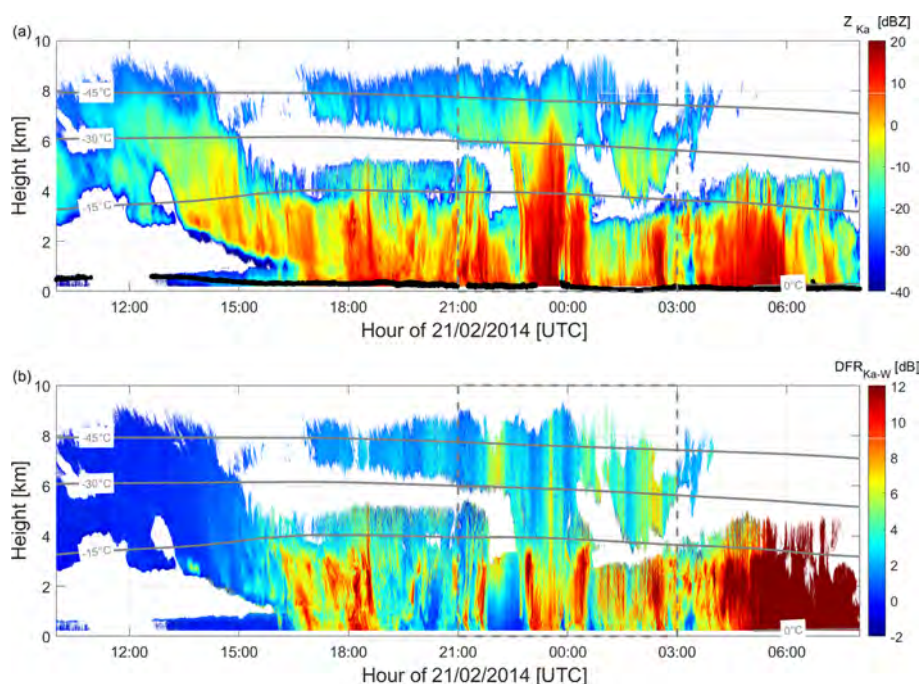 (a)
Z Ka [dBZ]
10
20
8
-45°C
10
6
-30°C
0
-10
4
-15°C
-20
2
-30
0°C
0
-40
Height [km]
12:00 15:00 18:00 21:00 00:00 03:00 06:00
Hour of 21/02/2014 [UTC]
(b)
DFR Ka-W [dB]
10
12
8
-45°C
10
8
6
-30°C
6
4
-15°C
4
2
2
0
0°C
0
-2
Height [km]
12:00 15:00 18:00 21:00 00:00 03:00 06:00
Hour of 21/02/2014 [UTC]